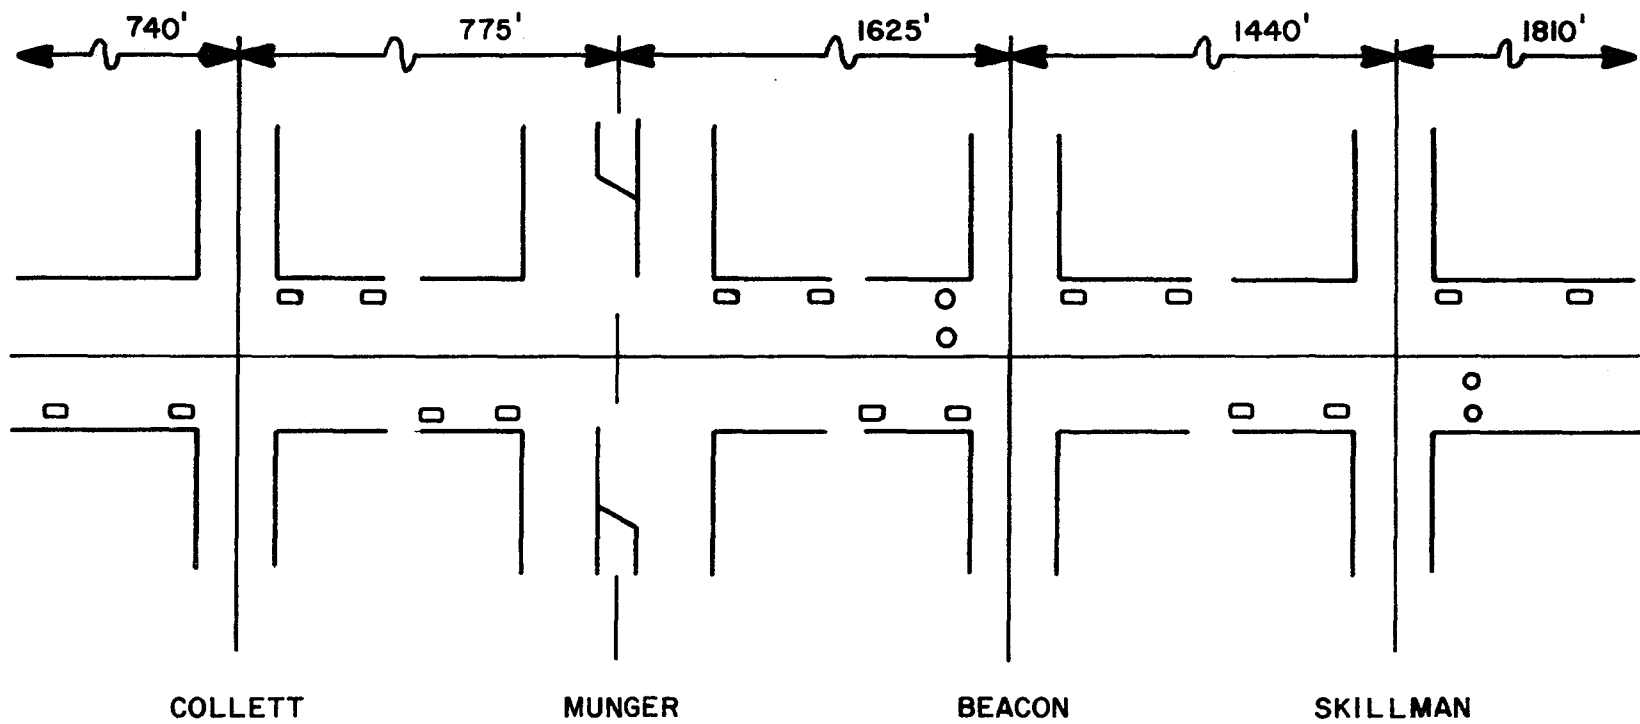 740' 775' 1625' 1440' 1810'
COLLETT MUNGER BEACON SKILLMAN